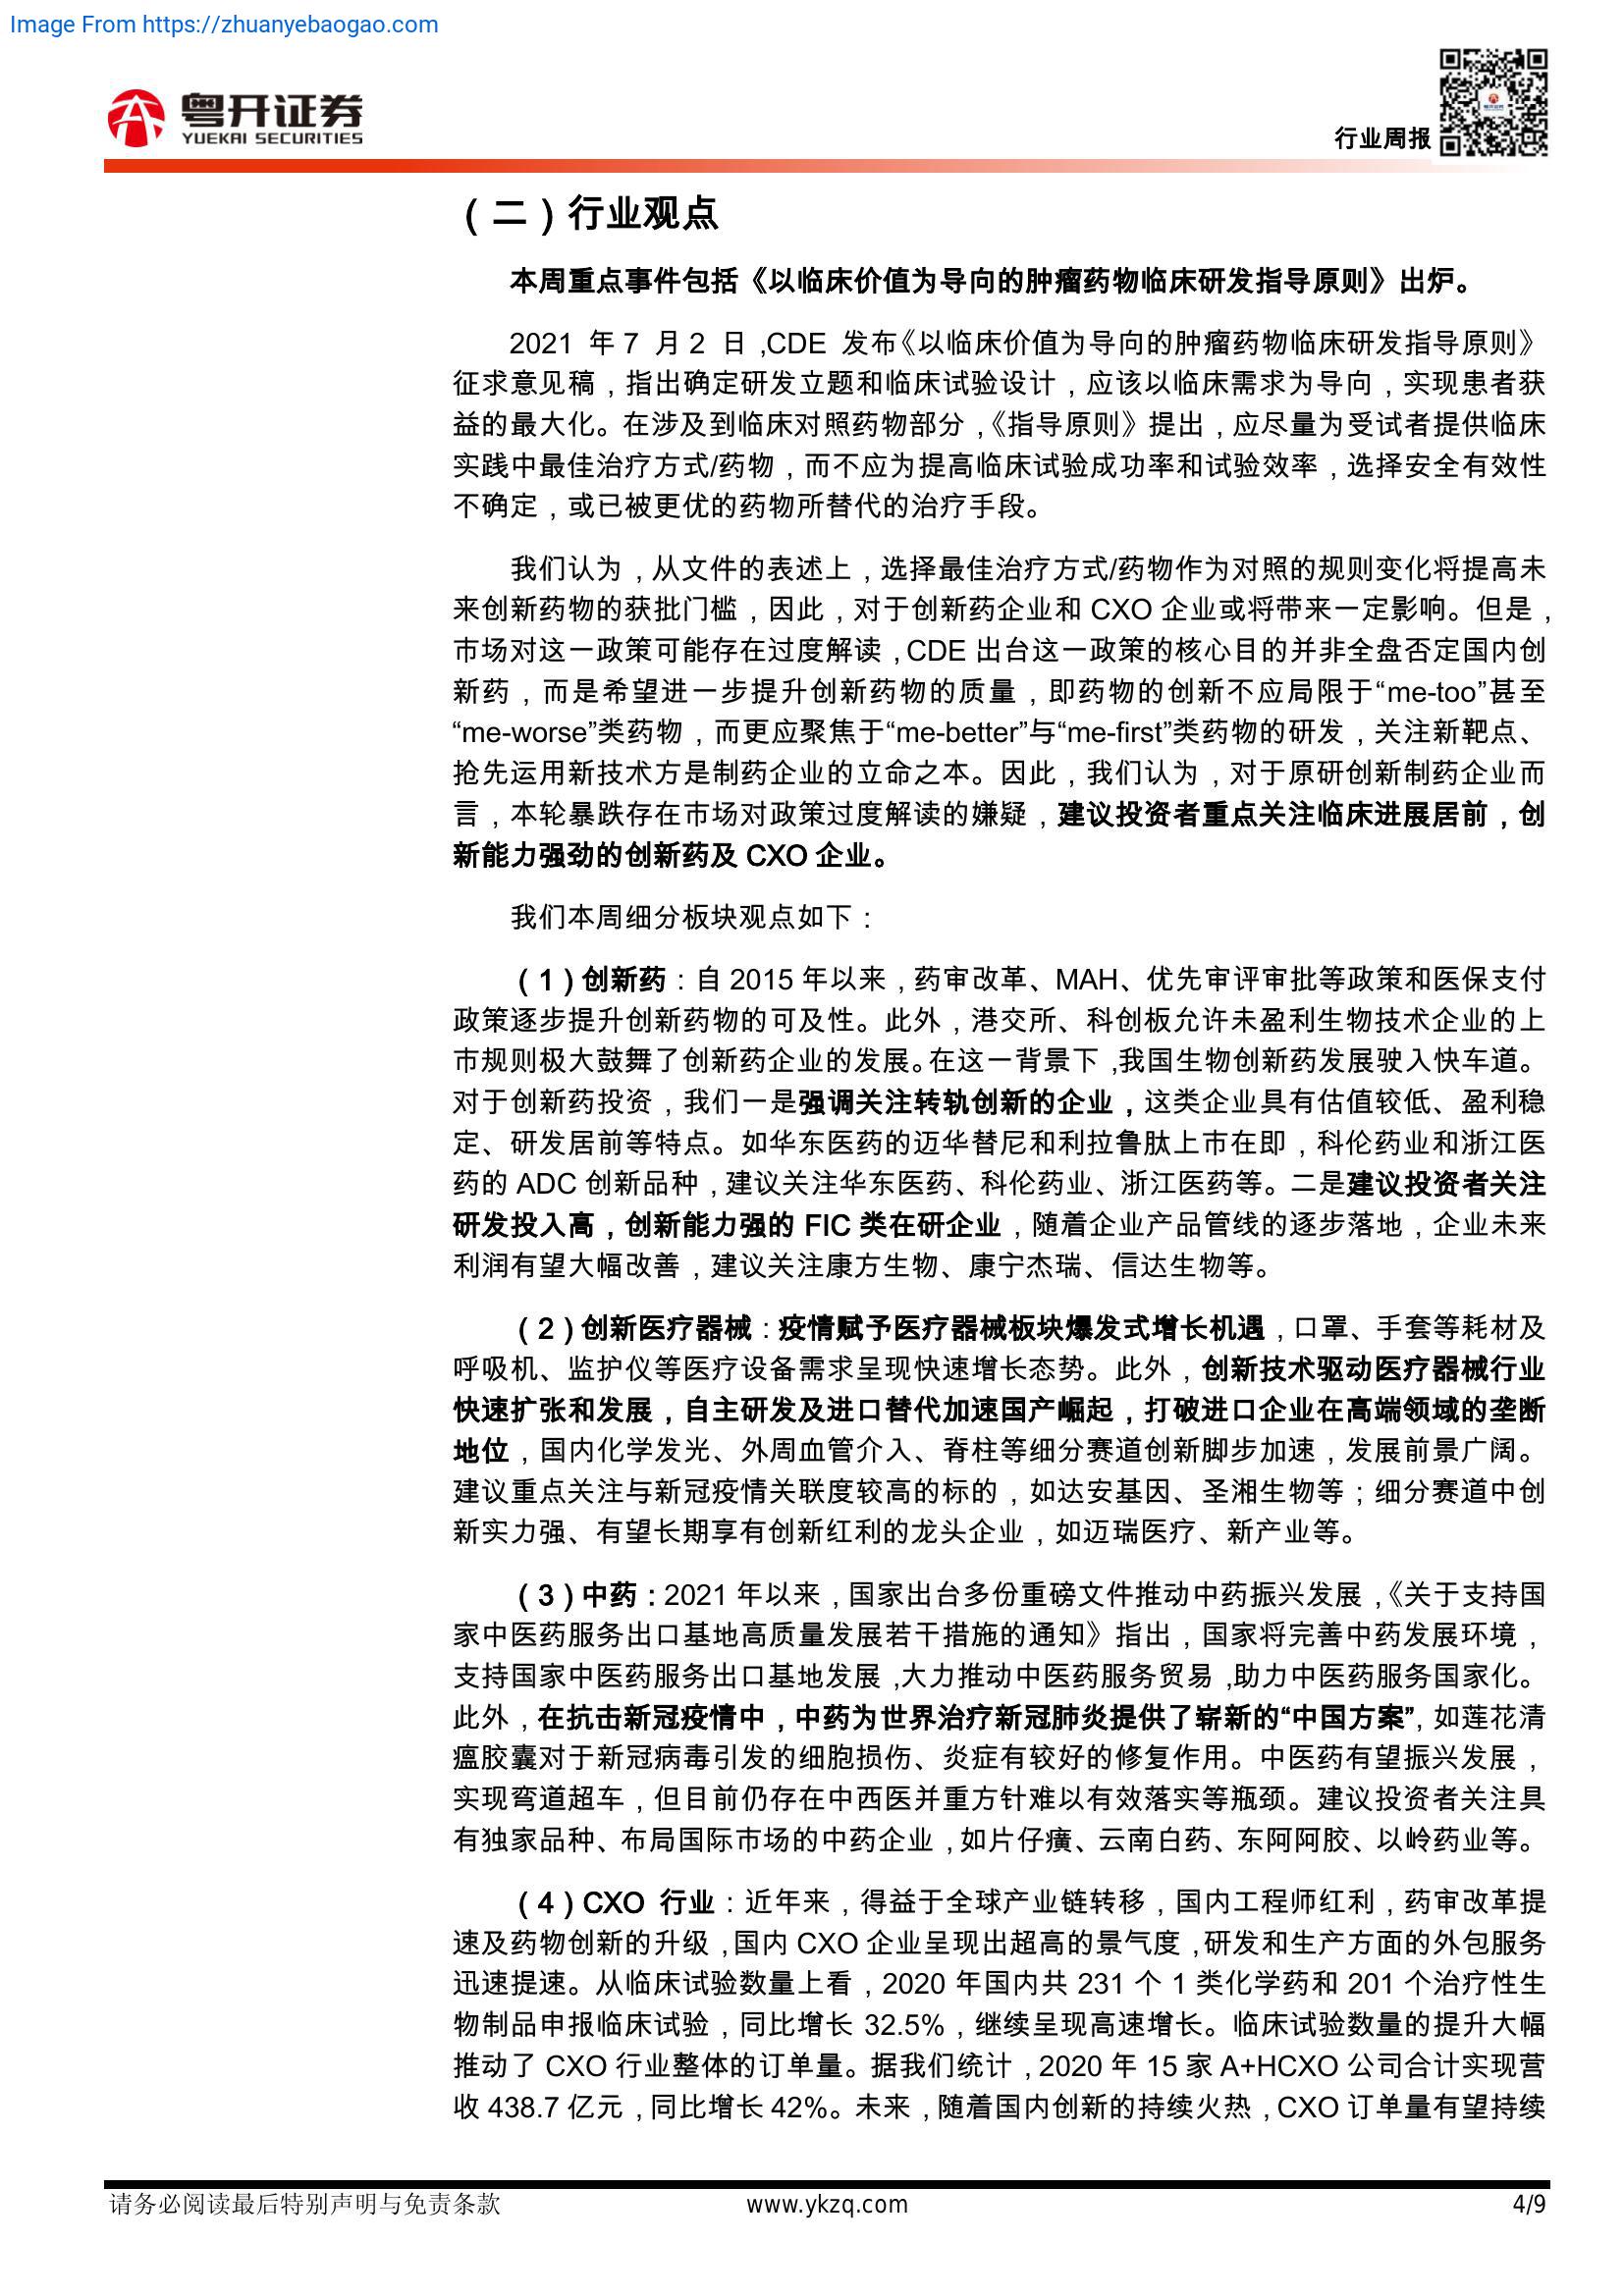 Image From https://zhuanyebaogao.com
粤开证券
YUEKAI SECURITIES
行业周报
（二）行业观点
本周重点事件包括《以临床价值为导向的肿瘤药物临床研发指导原则》出炉。
2021 年 7 月 2 日,CDE 发布《以临床价值为导向的肿瘤药物临床研发指导原则》
征求意见稿，指出确定研发立题和临床试验设计，应该以临床需求为导向，实现患者获
益的最大化。在涉及到临床对照药物部分，《指导原则》提出，应尽量为受试者提供临床
实践中最佳治疗方式/药物，而不应为提高临床试验成功率和试验效率，选择安全有效性
不确定，或已被更优的药物所替代的治疗手段。
我们认为，从文件的表述上，选择最佳治疗方式/药物作为对照的规则变化将提高未
来创新药物的获批门槛，因此，对于创新药企业和 CXO 企业或将带来一定影响。但是，
市场对这一政策可能存在过度解读，CDE 出台这一政策的核心目的并非全盘否定国内创
新药，而是希望进一步提升创新药物的质量，即药物的创新不应局限于“me-too”甚至
“me-worse”类药物，而更应聚焦于“me-better”与“me-first”类药物的研发，关注新靶点、
抢先运用新技术方是制药企业的立命之本。因此，我们认为，对于原研创新制药企业而
言，本轮暴跌存在市场对政策过度解读的嫌疑，建议投资者重点关注临床进展居前，创
新能力强劲的创新药及 CXO 企业。
我们本周细分板块观点如下：
（1）创新药：自 2015 年以来，药审改革、MAH、优先审评审批等政策和医保支付
政策逐步提升创新药物的可及性。此外，港交所、科创板允许未盈利生物技术企业的上
市规则极大鼓舞了创新药企业的发展。在这一背景下，我国生物创新药发展驶入快车道。
对于创新药投资，我们一是强调关注转轨创新的企业，这类企业具有估值较低、盈利稳
定、研发居前等特点。如华东医药的迈华替尼和利拉鲁肽上市在即，科伦药业和浙江医
药的 ADC 创新品种，建议关注华东医药、科伦药业、浙江医药等。二是建议投资者关注
研发投入高，创新能力强的 FIC 类在研企业，随着企业产品管线的逐步落地，企业未来
利润有望大幅改善，建议关注康方生物、康宁杰瑞、信达生物等。
（2）创新医疗器械：疫情赋予医疗器械板块爆发式增长机遇，口罩、手套等耗材及
呼吸机、监护仪等医疗设备需求呈现快速增长态势。此外，创新技术驱动医疗器械行业
快速扩张和发展，自主研发及进口替代加速国产崛起，打破进口企业在高端领域的垄断
地位，国内化学发光、外周血管介入、脊柱等细分赛道创新脚步加速，发展前景广阔。
建议重点关注与新冠疫情关联度较高的标的，如达安基因、圣湘生物等；细分赛道中创
新实力强、有望长期享有创新红利的龙头企业，如迈瑞医疗、新产业等。
（3）中药：2021 年以来，国家出台多份重磅文件推动中药振兴发展，《关于支持国
家中医药服务出口基地高质量发展若干措施的通知》指出，国家将完善中药发展环境，
支持国家中医药服务出口基地发展，大力推动中医药服务贸易，助力中医药服务国家化。
此外，在抗击新冠疫情中，中药为世界治疗新冠肺炎提供了崭新的“中国方案”，如莲花清
瘟胶囊对于新冠病毒引发的细胞损伤、炎症有较好的修复作用。中医药有望振兴发展，
实现弯道超车，但目前仍存在中西医并重方针难以有效落实等瓶颈。建议投资者关注具
有独家品种、布局国际市场的中药企业，如片仔癀、云南白药、东阿阿胶、以岭药业等。
（4）CXO 行业：近年来，得益于全球产业链转移，国内工程师红利，药审改革提
速及药物创新的升级，国内 CXO 企业呈现出超高的景气度，研发和生产方面的外包服务
迅速提速。从临床试验数量上看，2020 年国内共 231 个 1 类化学药和 201 个治疗性生
物制品申报临床试验，同比增长 32.5%，继续呈现高速增长。临床试验数量的提升大幅
推动了 CXO 行业整体的订单量。据我们统计，2020 年 15 家 A+HCXO 公司合计实现营
收 438.7 亿元，同比增长 42%。未来，随着国内创新的持续火热，CXO 订单量有望持续
请务必阅读最后特别声明与免责条款
www.ykzq.com
4/9